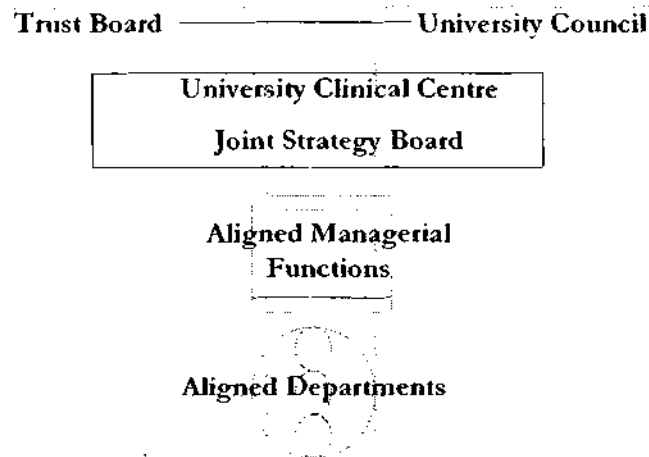 Trust Board University Council
University Clinical Centre
Joint Strategy Board
Aligned Managerial
Functions
Aligned Departments